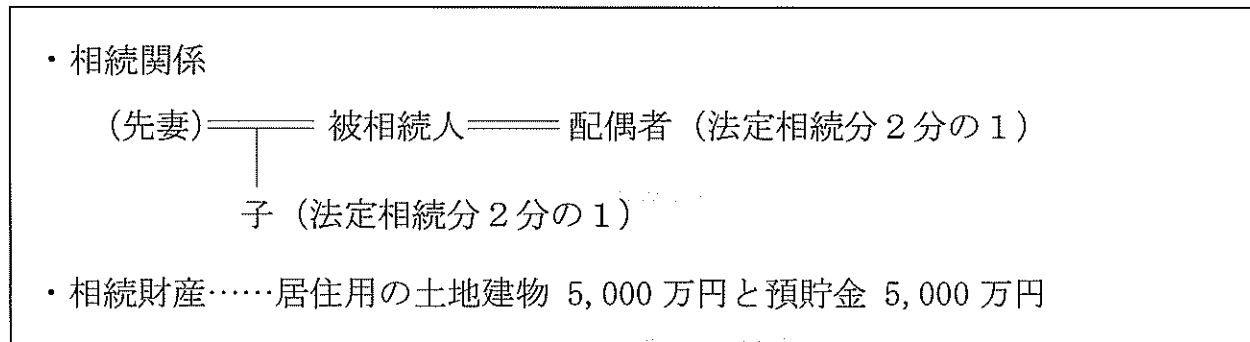 ・相続関係
(先妻) 被相続人 配偶者 (法定相続分2分の1)
子 (法定相続分2分の1)
・相続財産……居住用の土地建物 5,000 万円と預貯金 5,000 万円